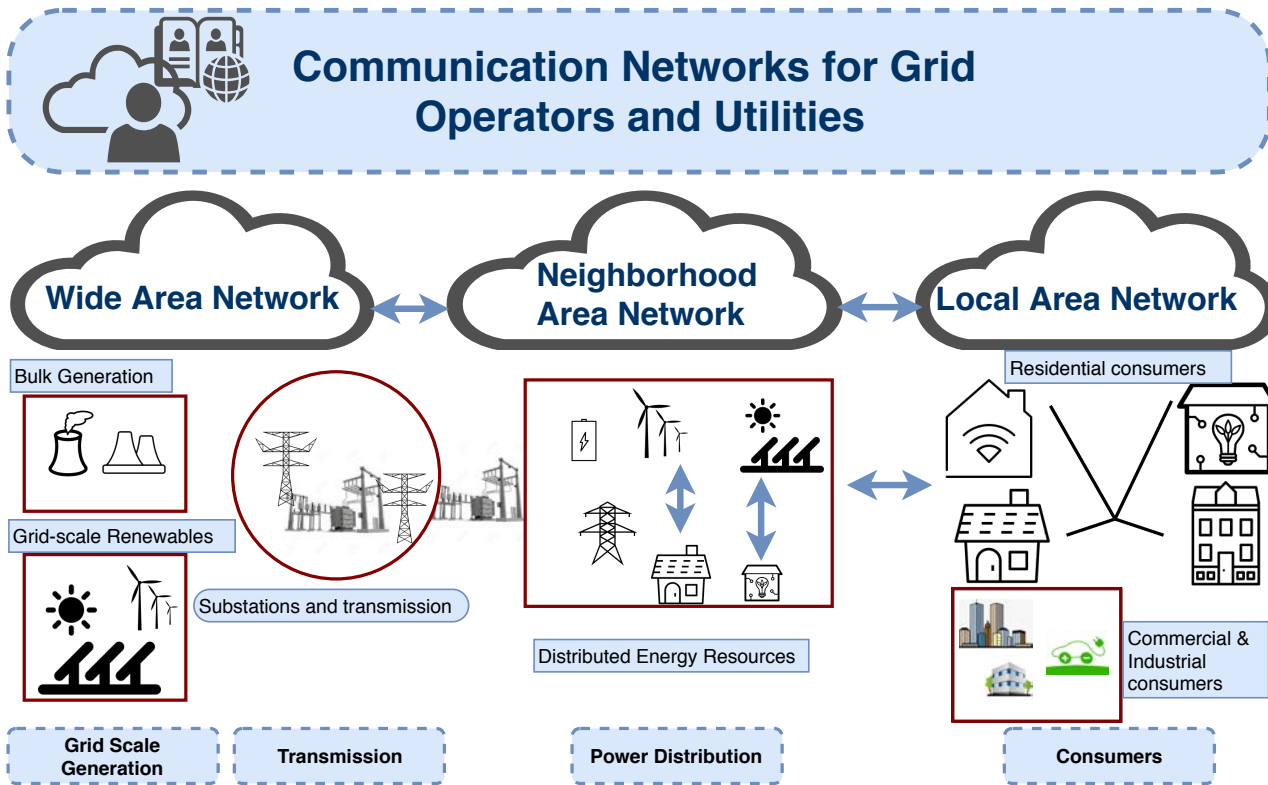 Communication Networks for Grid
Operators and Utilities
Wide Area Network
Neighborhood
Area Network
Local Area Network
Bulk Generation
Residential consumers
Grid-scale Renewables
Substations and transmission
Distributed Energy Resources
Commercial &
Industrial
consumers
Grid Scale
Generation
Transmission
Power Distribution
Consumers